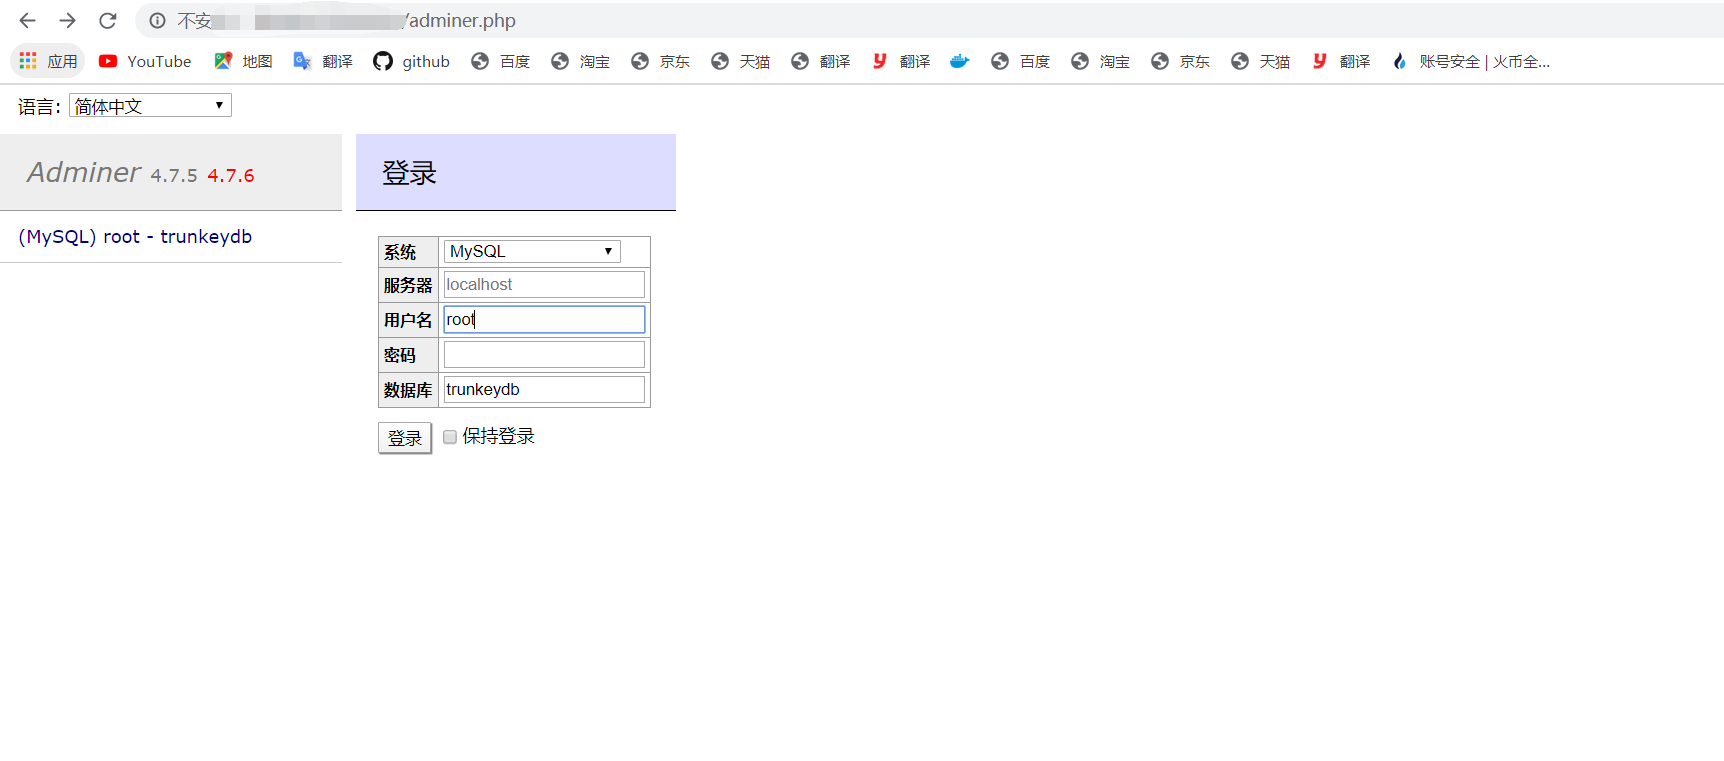 不安 /adminer.php
应用 YouTube 地图 翻译 github 百度 淘宝 京东 天猫 翻译 翻译 百度 淘宝 京东 天猫 翻译 账号安全 | 火币全...
语言: 简体中文
Adminer 4.7.5 4.7.6
登录
(MySQL) root - trunkeydb
系统 MySQL
服务器 localhost
用户名 root
密码
数据库 trunkeydb
登录 保持登录